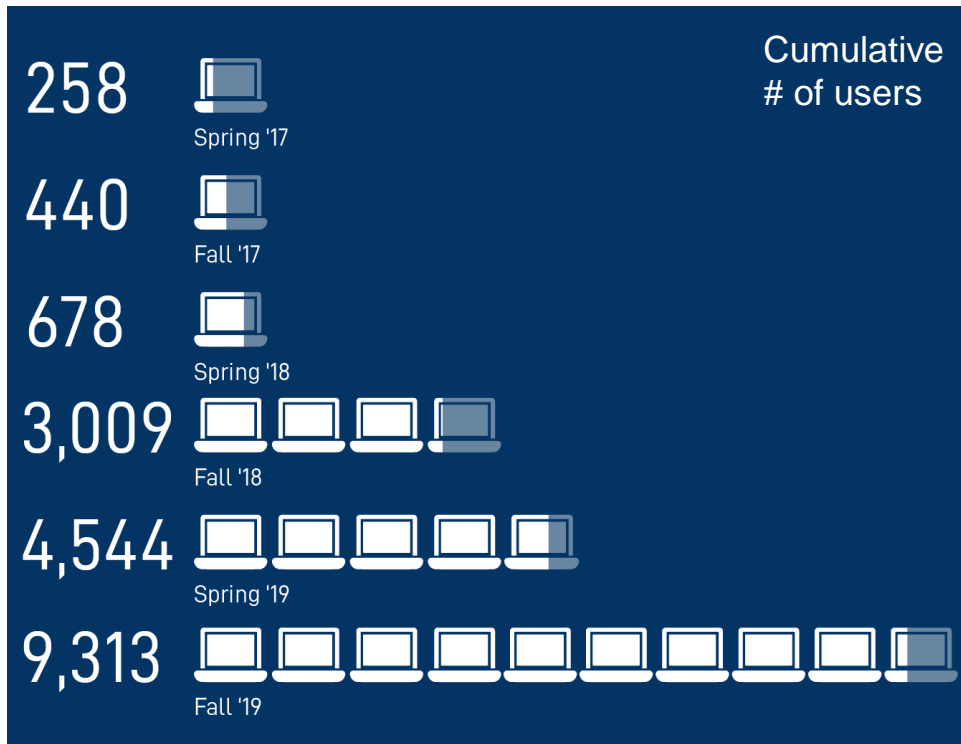 Cumulative
# of users
258
Spring '17
440
Fall '17
678
Spring '18
3,009
Fall '18
4,544
Spring '19
9,313
Fall '19